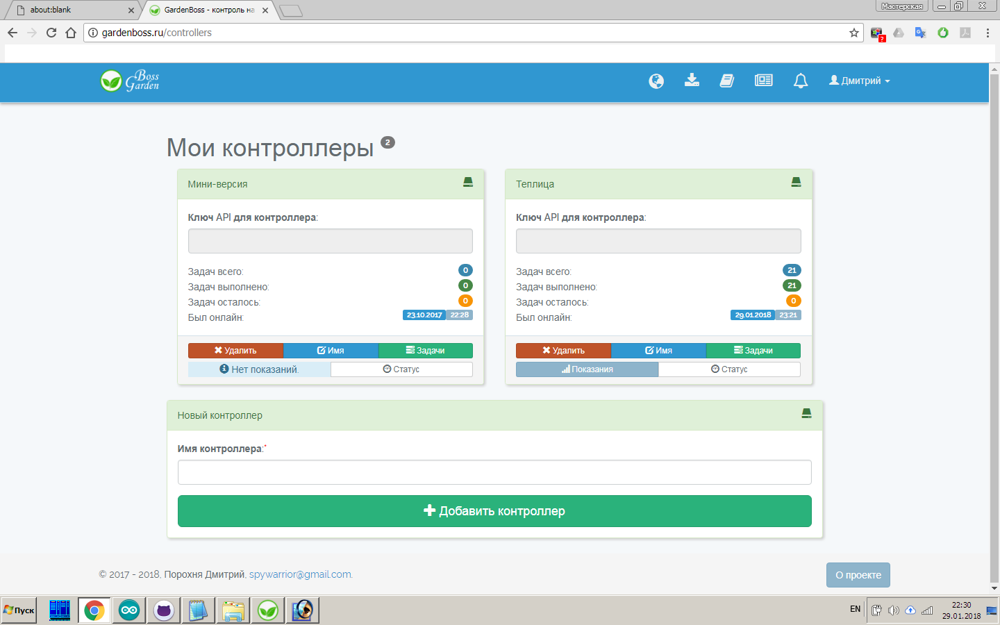 about:blank
GardenBoss - контроль на
Мастерская
gardenboss.ru/controllers
Boss
Garden
Дмитрий
Мои контроллеры 2
Мини-версия
Ключ API для контроллера:
Задач всего: 0
Задач выполнено: 0
Задач осталось: 0
Был онлайн: 23.10.2017 22:28
Удалить Имя Задачи
Нет показаний. Статус
Теплица
Ключ API для контроллера:
Задач всего: 21
Задач выполнено: 21
Задач осталось: 0
Был онлайн: 29.01.2018 23:21
Удалить Имя Задачи
Показания Статус
Новый контроллер
Имя контроллера:*
Добавить контроллер
© 2017 - 2018, Порохня Дмитрий, spywarrior@gmail.com.
О проекте
Пуск
EN
22:30
29.01.2018